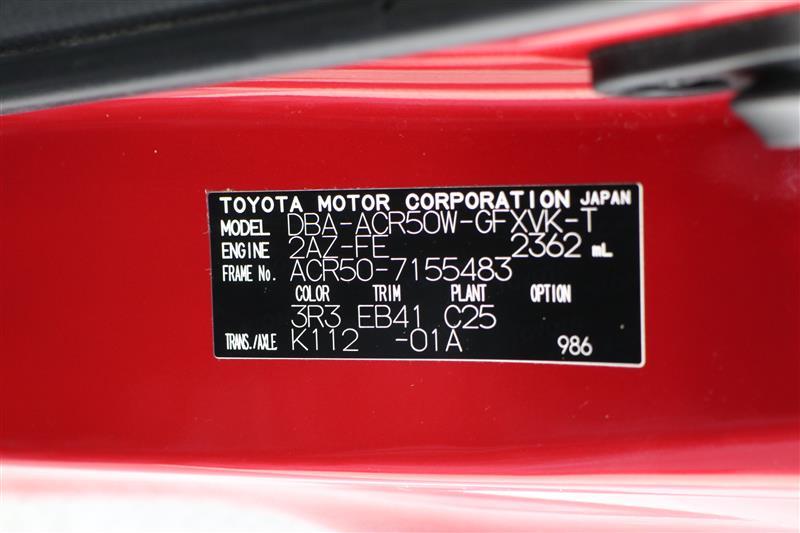 TOYOTA MOTOR CORPORATION JAPAN
MODEL DBA-ACR50W-GFXVK-T
ENGINE 2AZ-FE 2362 mL
FRAME No. ACR50-7155483
COLOR TRIM PLANT OPTION
3R3 EB41 C25
TRANS./AXLE K112 -01A 986